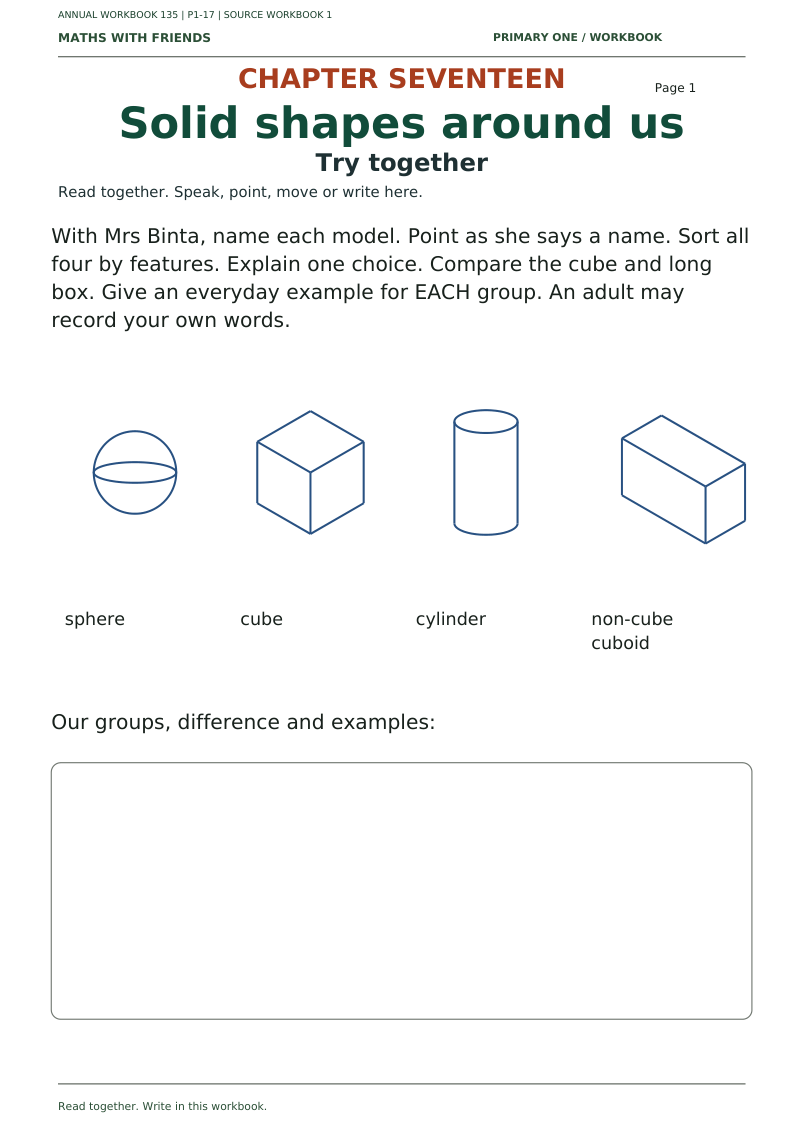 ANNUAL WORKBOOK 135 | P1-17 | SOURCE WORKBOOK 1
MATHS WITH FRIENDS
PRIMARY ONE / WORKBOOK
CHAPTER SEVENTEEN
Page 1
Solid shapes around us
Try together
Read together. Speak, point, move or write here.
With Mrs Binta, name each model. Point as she says a name. Sort all
four by features. Explain one choice. Compare the cube and long
box. Give an everyday example for EACH group. An adult may
record your own words.
sphere
cube
cylinder
non-cube
cuboid
Our groups, difference and examples:
Read together. Write in this workbook.